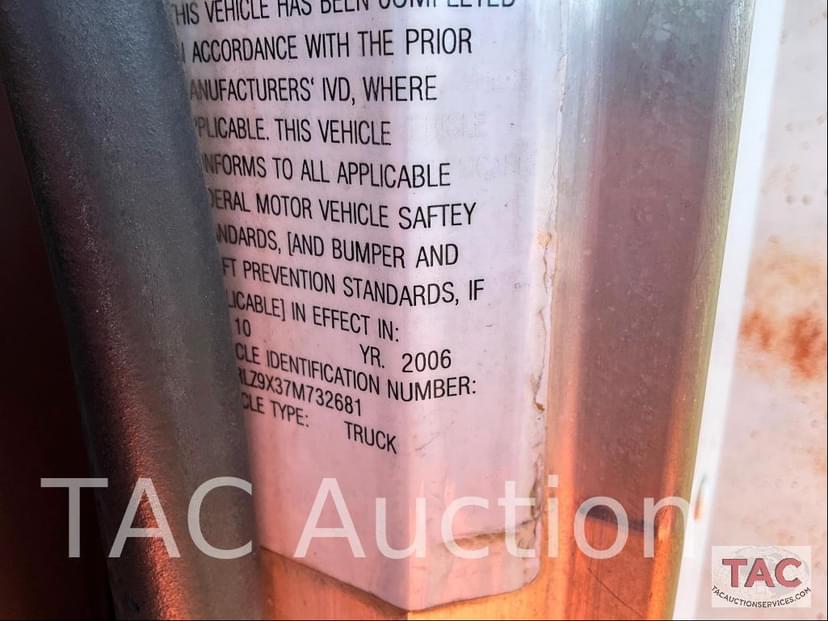 THIS VEHICLE HAS BEEN COMPLETED
ACCORDANCE WITH THE PRIOR
ANUFACTURERS' IVD, WHERE
PPLICABLE. THIS VEHICLE
NFORMS TO ALL APPLICABLE
DERAL MOTOR VEHICLE SAFTEY
NDARDS, [AND BUMPER AND
FT PREVENTION STANDARDS, IF
LICABLE] IN EFFECT IN:
10 YR. 2006
CLE IDENTIFICATION NUMBER:
RLZ9X37M732681
CLE TYPE: TRUCK
TAC Auction
TAC
TACAUCTIONSERVICES.COM